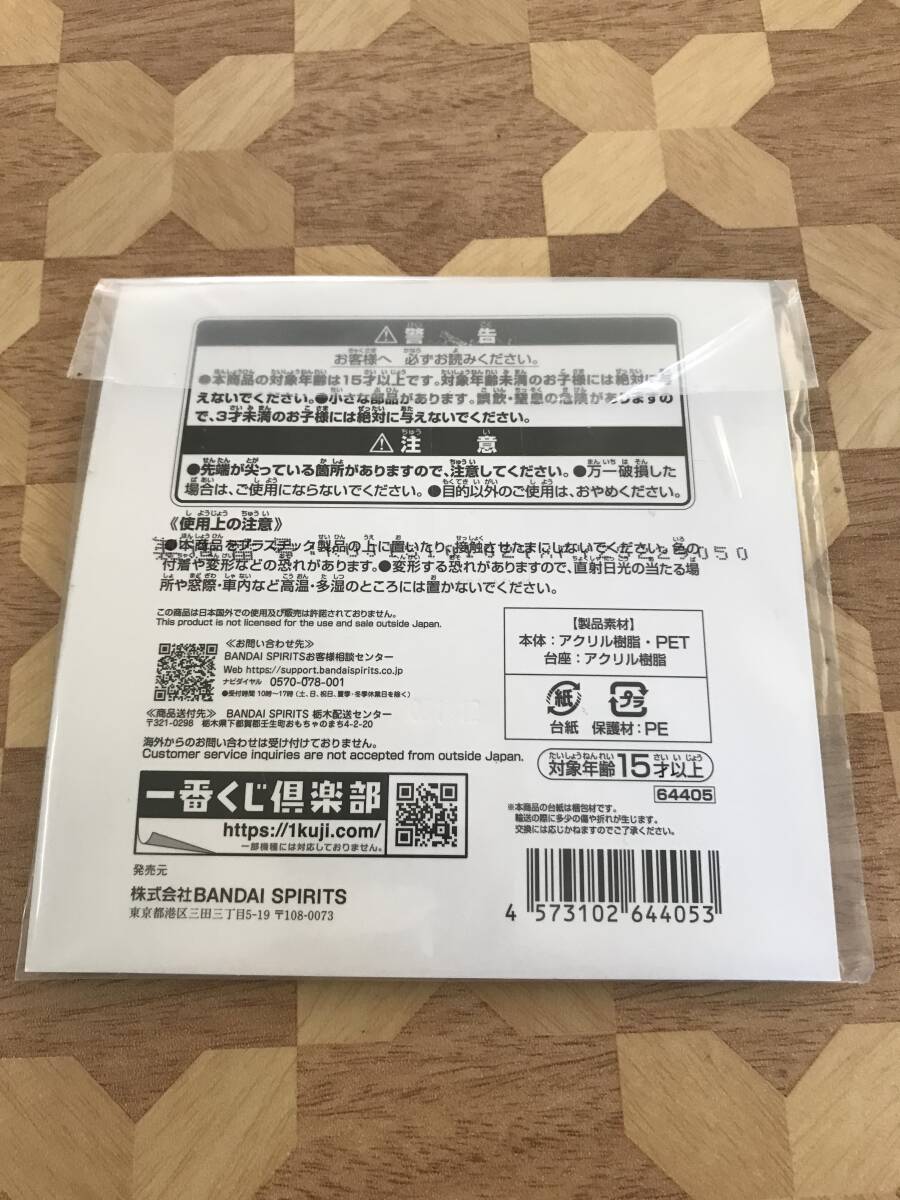 ⚠警告
お客様へ 必ずお読みください。
●本商品の対象年齢は15才以上です。対象年齢未満のお子様には絶対に与
えないでください。●小さな部品があります。誤飲・窒息の危険がありますの
で、3才未満のお子様には絶対に与えないでください。
⚠注意
●先端が尖っている箇所がありますので、注意してください。●万一破損した
場合は、ご使用にならないでください。●目的以外のご使用は、おやめください。
《使用上の注意》
●本商品をプラスチック製品の上に置いたり、接触させたままにしないでください。色の
付着や変形などの恐れがあります。●変形する恐れがありますので、直射日光の当たる場
所や窓際・車内など高温・多湿のところには置かないでください。
この商品は日本国外での使用及び販売は許諾されておりません。
This product is not licensed for the use and sale outside Japan.
≪お問い合わせ先≫
BANDAI SPIRITSお客様相談センター
Web https://support.bandaispirits.co.jp
ナビダイヤル 0570-078-001
●受付時間 10時〜17時(土、日、祝日、夏季・冬季休業日を除く)
≪商品送付先≫ BANDAI SPIRITS 栃木配送センター
〒321-0298 栃木県下都賀郡壬生町おもちゃのまち4-2-20
海外からのお問い合わせは受け付けておりません。
Customer service inquiries are not accepted from outside Japan.
【製品素材】
本体：アクリル樹脂・PET
台座：アクリル樹脂
紙 プラ
台紙 保護材：PE
対象年齢15才以上
64405
一番くじ倶楽部
https://1kuji.com/
一部機種には対応しておりません。
※本商品の台紙は梱包材です。
輸送の際に多少の傷や折れが生じます。
交換には応じかねますのでご了承ください。
発売元
株式会社BANDAI SPIRITS
東京都港区三田三丁目5-19 〒108-0073
4 573102 644053